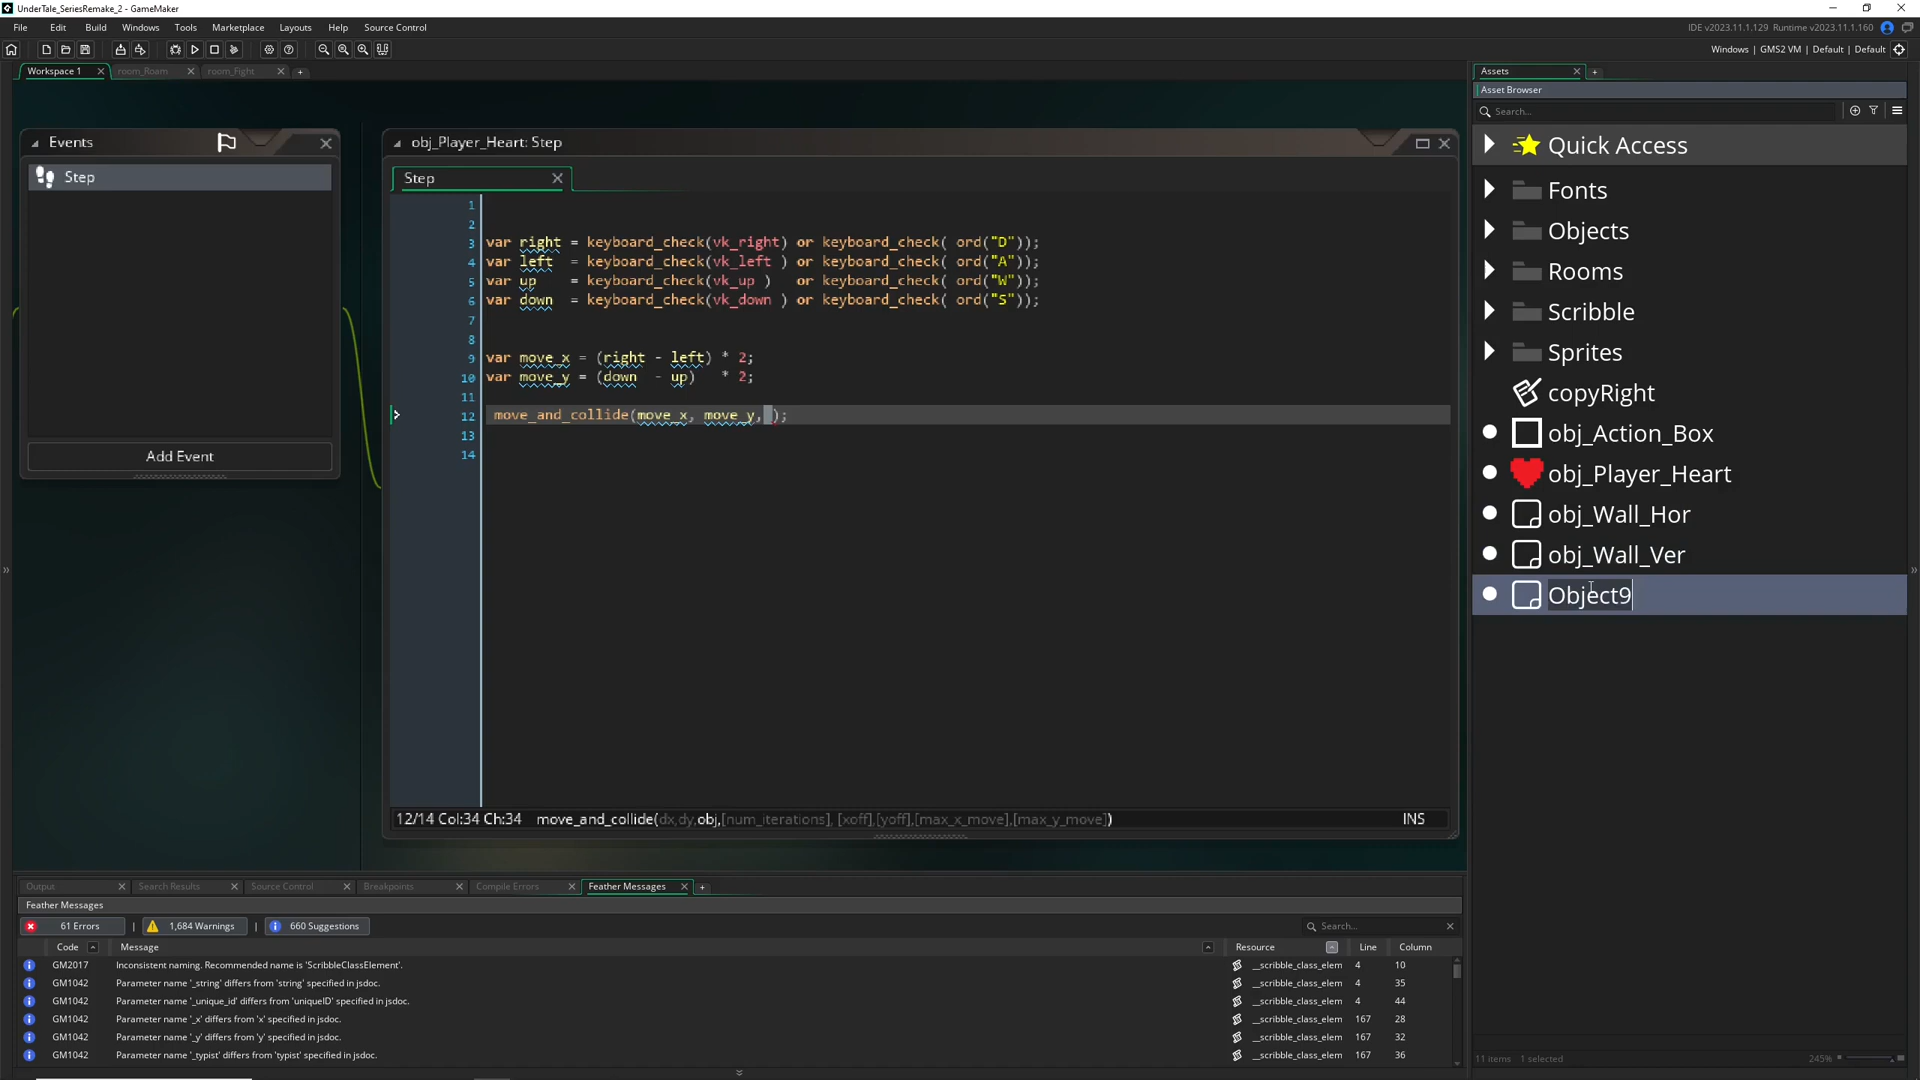 UnderTale_SeriesRemake_2 - GameMaker
File Edit Build Windows Tools Marketplace Layouts Help Source Control
IDE v2023.11.1.129 Runtime v2023.11.1.160
Windows | GMS2 VM | Default | Default
Workspace 1 room_Roam room_Fight
Events
Step
Add Event
obj_Player_Heart: Step
Step
1
2
3 var right = keyboard_check(vk_right) or keyboard_check( ord("D"));
4 var left = keyboard_check(vk_left ) or keyboard_check( ord("A"));
5 var up = keyboard_check(vk_up ) or keyboard_check( ord("W"));
6 var down = keyboard_check(vk_down ) or keyboard_check( ord("S"));
7
8
9 var move_x = (right - left) * 2;
10 var move_y = (down - up) * 2;
11
12 move_and_collide(move_x, move_y, );
13
14
12/14 Col:34 Ch:34 move_and_collide(dx,dy,obj,[num_iterations], [xoff],[yoff],[max_x_move],[max_y_move]) INS
Assets
Asset Browser
Search...
Quick Access
Fonts
Objects
Rooms
Scribble
Sprites
copyRight
obj_Action_Box
obj_Player_Heart
obj_Wall_Hor
obj_Wall_Ver
Object9
11 items 1 selected 245%
Output Search Results Source Control Breakpoints Compile Errors Feather Messages
Feather Messages
61 Errors | 1,684 Warnings | 660 Suggestions Search...
Code Message Resource Line Column
GM2017 Inconsistent naming. Recommended name is 'ScribbleClassElement'. __scribble_class_elem 4 10
GM1042 Parameter name '_string' differs from 'string' specified in jsdoc. __scribble_class_elem 4 35
GM1042 Parameter name '_unique_id' differs from 'uniqueID' specified in jsdoc. __scribble_class_elem 4 44
GM1042 Parameter name '_x' differs from 'x' specified in jsdoc. __scribble_class_elem 167 28
GM1042 Parameter name '_y' differs from 'y' specified in jsdoc. __scribble_class_elem 167 32
GM1042 Parameter name '_typist' differs from 'typist' specified in jsdoc. __scribble_class_elem 167 36